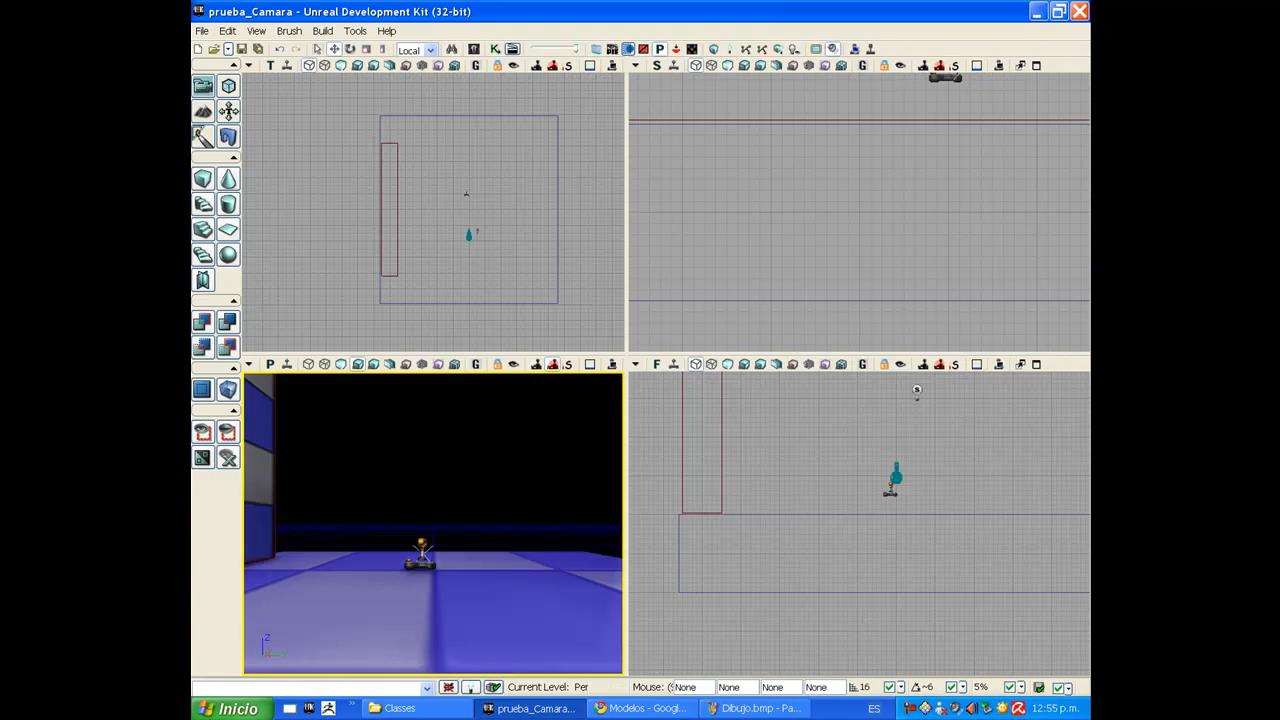 prueba_Camara - Unreal Development Kit (32-bit)
File Edit View Brush Build Tools Help
Local
T G S
S G S
P G S
F G S
S
Z
Current Level: Per
Mouse: (S None None None None 16 ~6 5%
Inicio
Classes
prueba_Camara...
Modelos - Googl...
Dibujo.bmp - Pa...
ES
12:55 p.m.